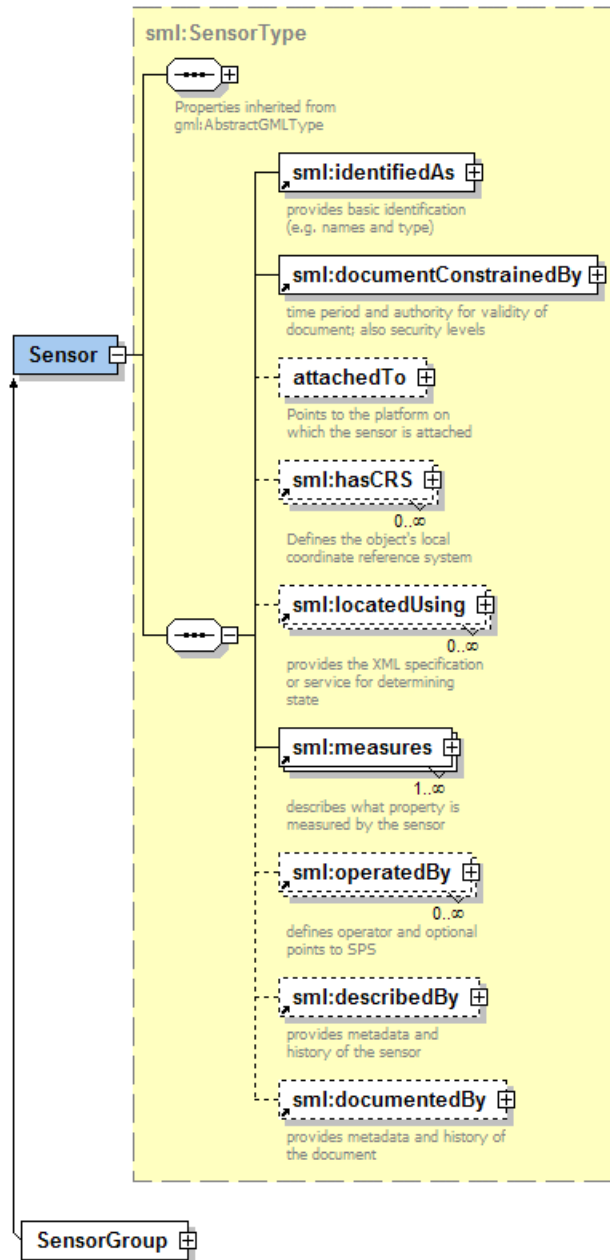 sml:SensorType
Properties inherited from
gml:AbstractGMLType
sml:identifiedAs
provides basic identification
(e.g. names and type)
sml:documentConstrainedBy
time period and authority for validity of
document; also security levels
Sensor
attachedTo
Points to the platform on
which the sensor is attached
sml:hasCRS
0..∞
Defines the object's local
coordinate reference system
sml:locatedUsing
0..∞
provides the XML specification
or service for determining
state
sml:measures
1..∞
describes what property is
measured by the sensor
sml:operatedBy
0..∞
defines operator and optional
points to SPS
sml:describedBy
provides metadata and
history of the sensor
sml:documentedBy
provides metadata and history of
the document
SensorGroup